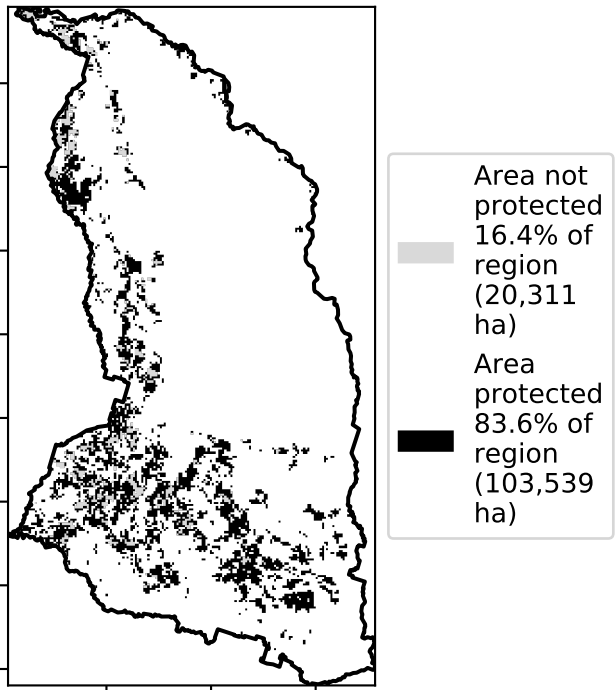 Area not
protected
16.4% of
region
(20,311
ha)
Area
protected
83.6% of
region
(103,539
ha)